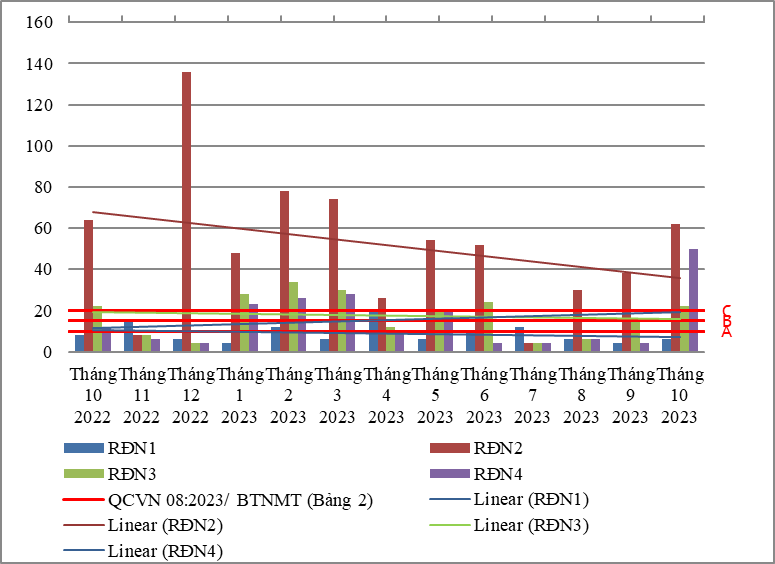 160
140
120
100
80
60
40
20
0
C
B
A
Tháng 10 2022
Tháng 11 2022
Tháng 12 2022
Tháng 1 2023
Tháng 2 2023
Tháng 3 2023
Tháng 4 2023
Tháng 5 2023
Tháng 6 2023
Tháng 7 2023
Tháng 8 2023
Tháng 9 2023
Tháng 10 2023
RĐN1
RĐN2
RĐN3
RĐN4
QCVN 08:2023/ BTNMT (Bảng 2)
Linear (RĐN1)
Linear (RĐN2)
Linear (RĐN3)
Linear (RĐN4)